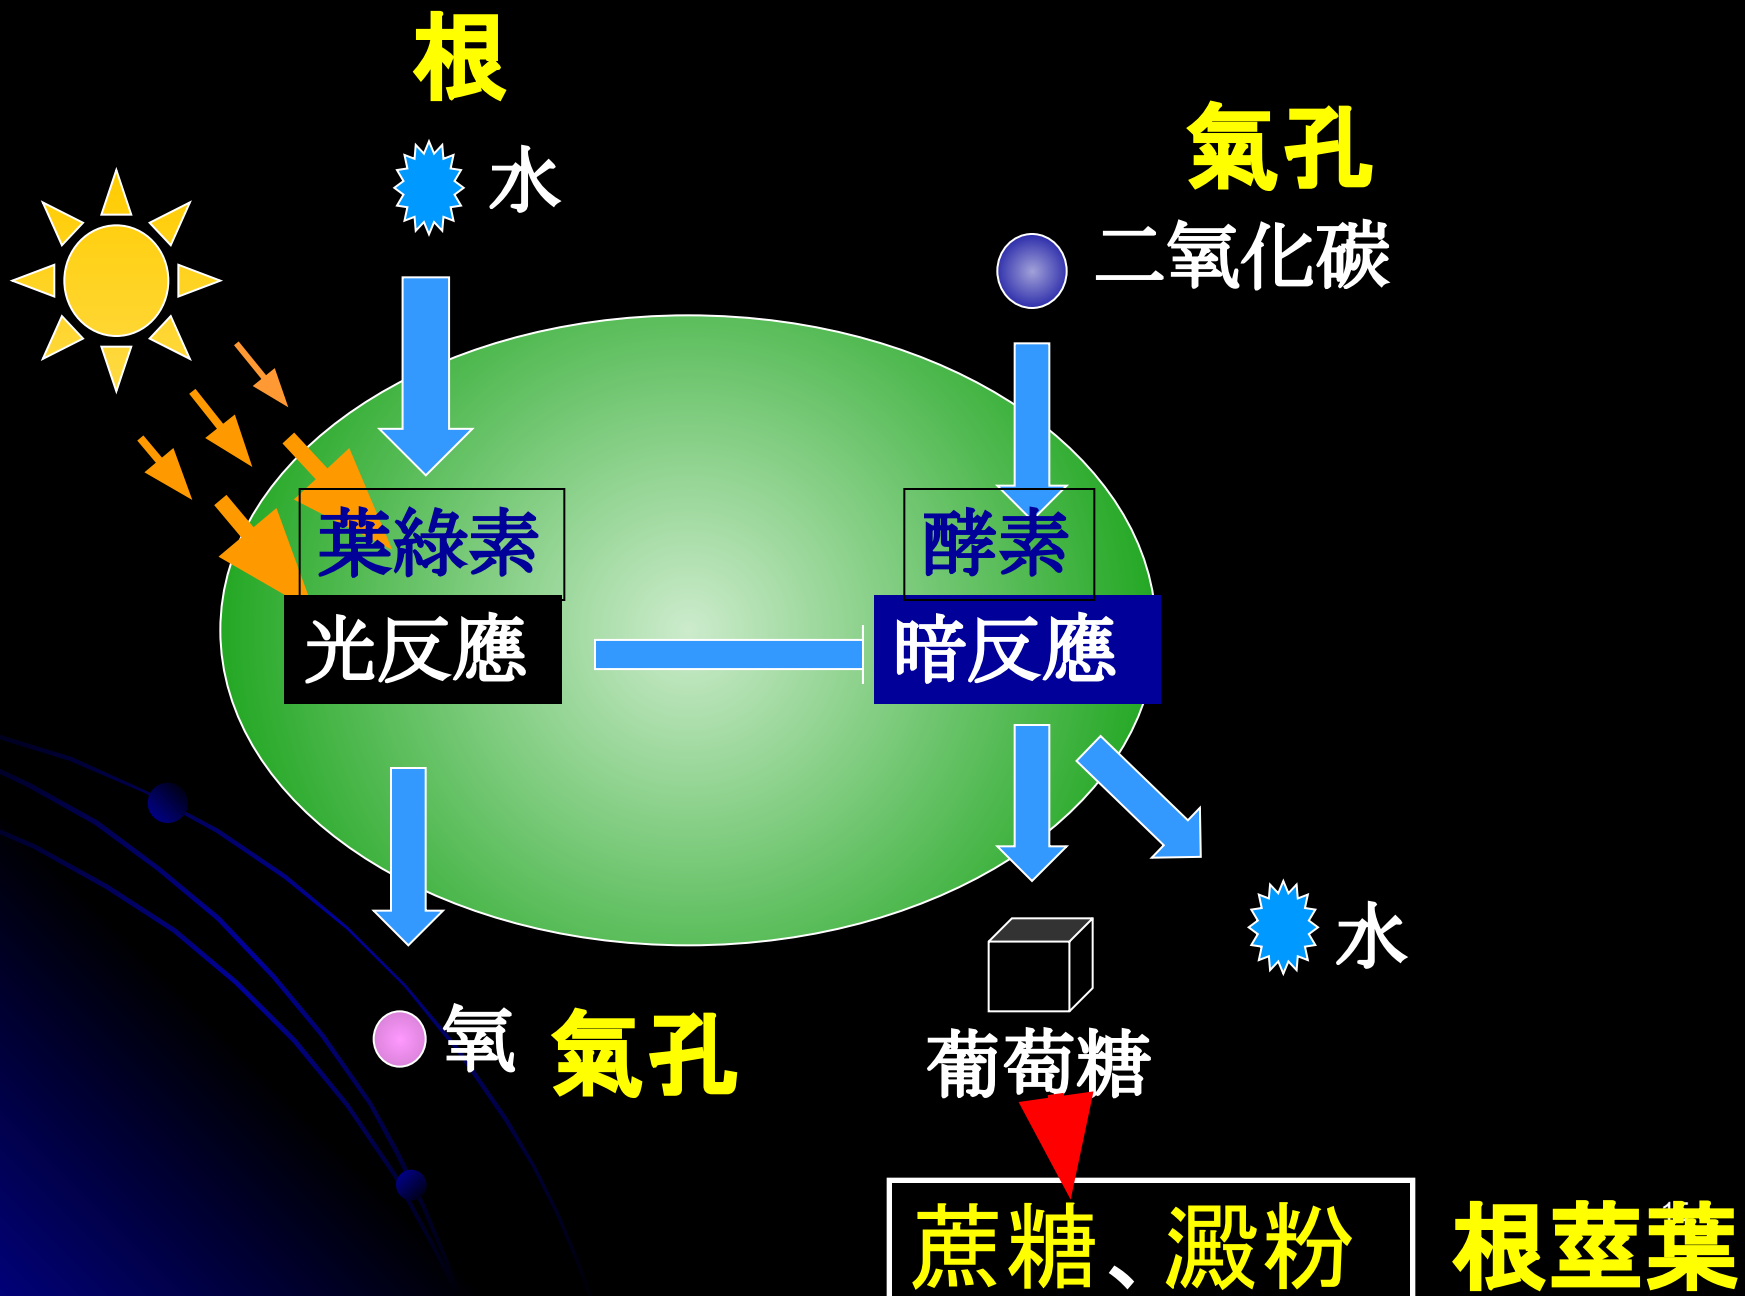 根
水
氣孔
二氧化碳
葉綠素
酵素
光反應
暗反應
水
氧
氣孔
葡萄糖
蔗糖、澱粉
根莖葉